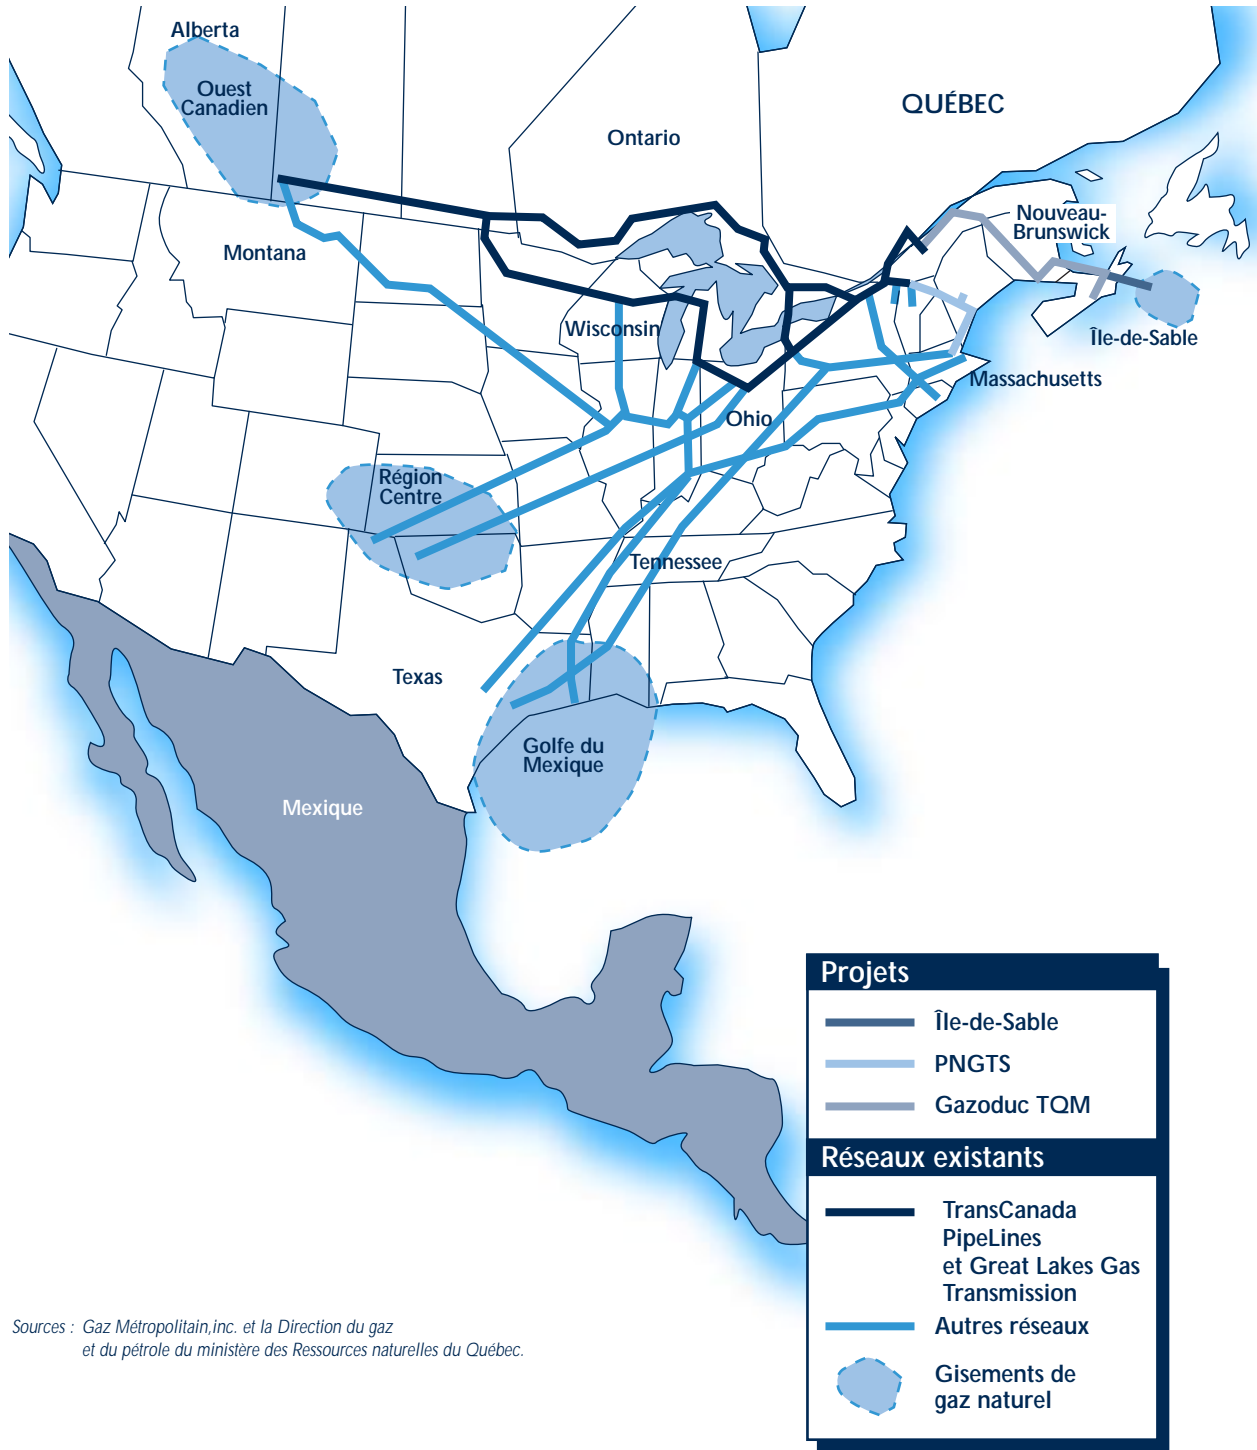 Alberta
Ouest
Canadien
Ontario
QUÉBEC
Nouveau-
Brunswick
Montana
Wisconsin
Île-de-Sable
Massachusetts
Ohio
Région
Centre
Tennessee
Texas
Golfe du
Mexique
Mexique
Projets
Île-de-Sable
PNGTS
Gazoduc TQM
Réseaux existants
TransCanada
PipeLines
et Great Lakes Gas
Transmission
Autres réseaux
Gisements de
gaz naturel
Sources : Gaz Métropolitain,inc. et la Direction du gaz
et du pétrole du ministère des Ressources naturelles du Québec.